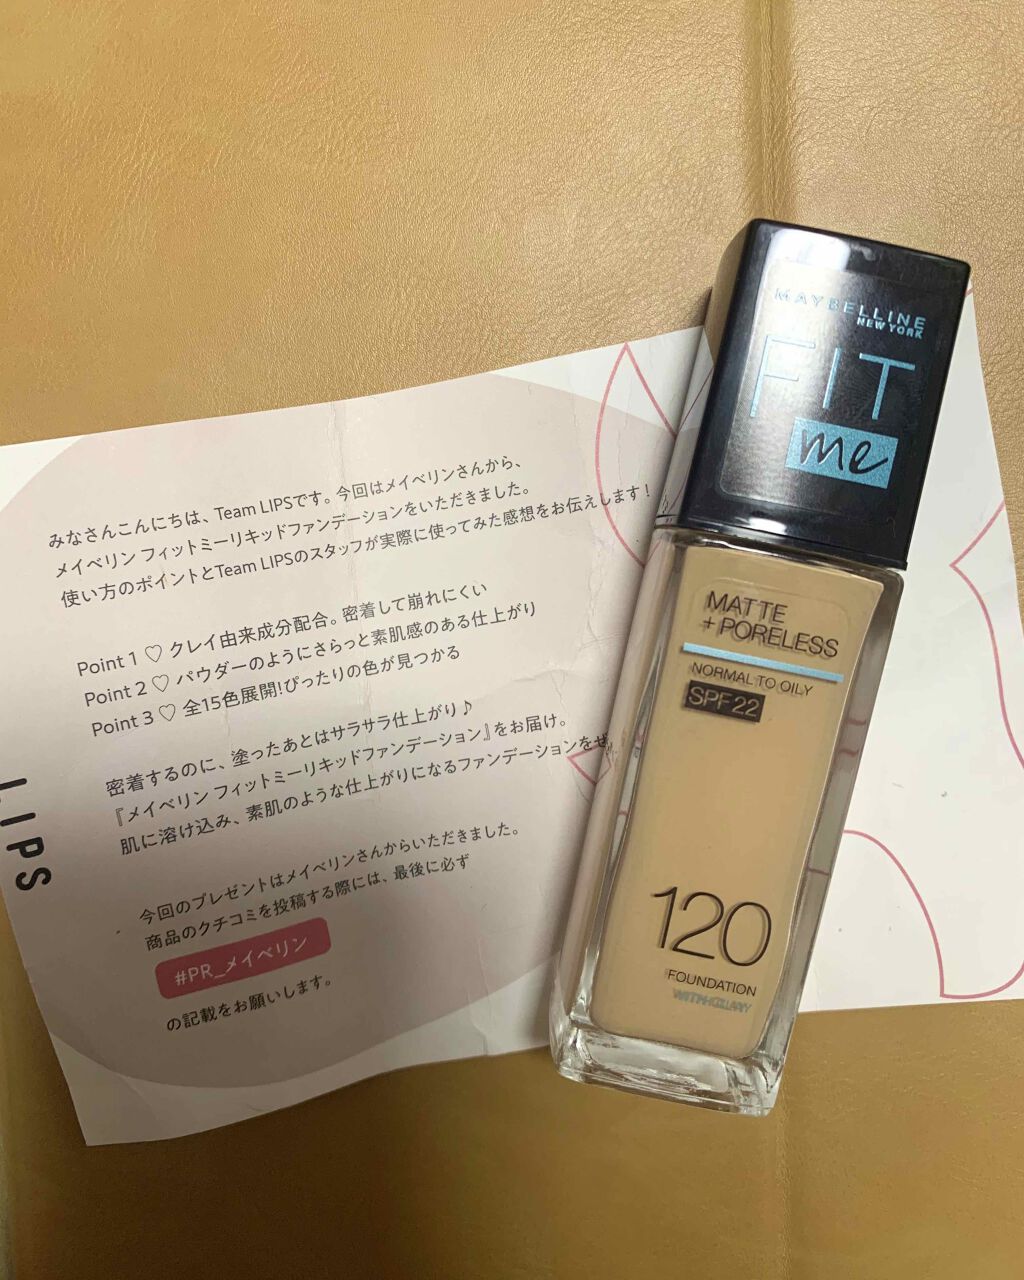 みなさんこんにちは、Team LIPSです。今回はメイベリンさんから、
メイベリン フィットミーリキッドファンデーションをいただきました。
使い方のポイントとTeam LIPSのスタッフが実際に使ってみた感想をお伝えします!
Point 1 ♡ クレイ由来成分配合。密着して崩れにくい
Point 2 ♡ パウダーのようにさらっと素肌感のある仕上がり
Point 3 ♡ 全15色展開!ぴったりの色が見つかる
密着するのに、塗ったあとはサラサラ仕上がり♪
『メイベリン フィットミーリキッドファンデーション』をお届け。
肌に溶け込み、素肌のような仕上がりになるファンデーションをぜ
今回のプレゼントはメイベリンさんからいただきました。
商品のクチコミを投稿する際には、最後に必ず
#PR_メイベリン
の記載をお願いします。
LIPS
MAYBELLINE
NEW YORK
FIT
me
MATTE
+ PORELESS
NORMAL TO OILY
SPF 22
120
FOUNDATION
WITH CLAY